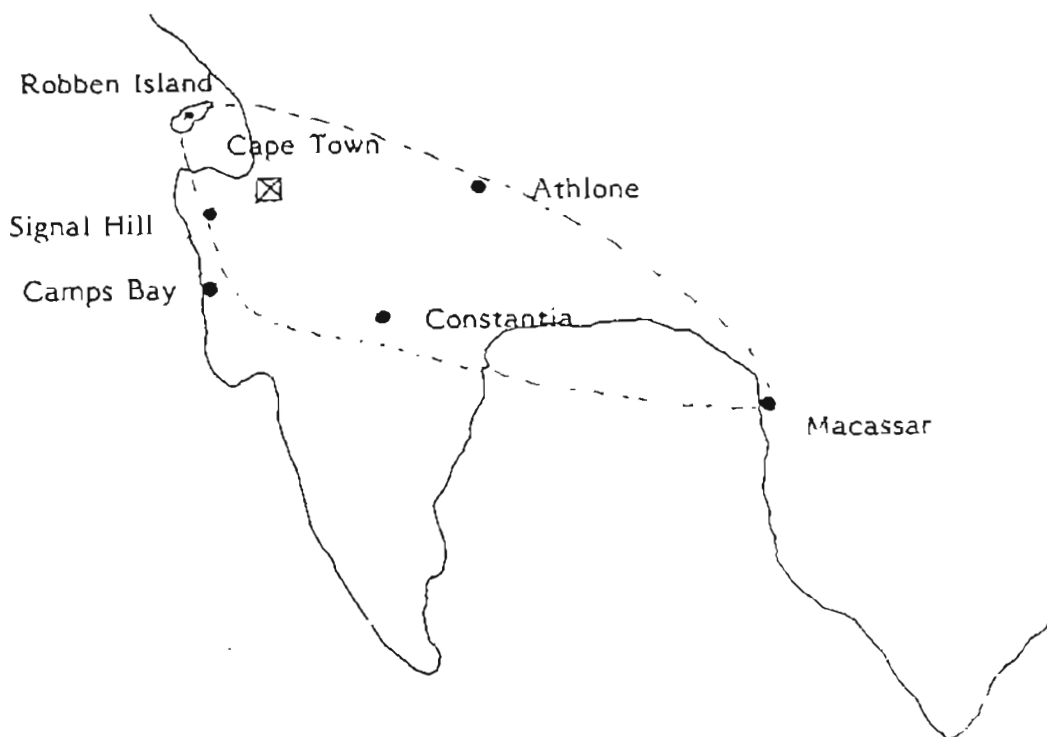 Robben Island
Cape Town
Athlone
Signal Hill
Camps Bay
Constantia
Macassar